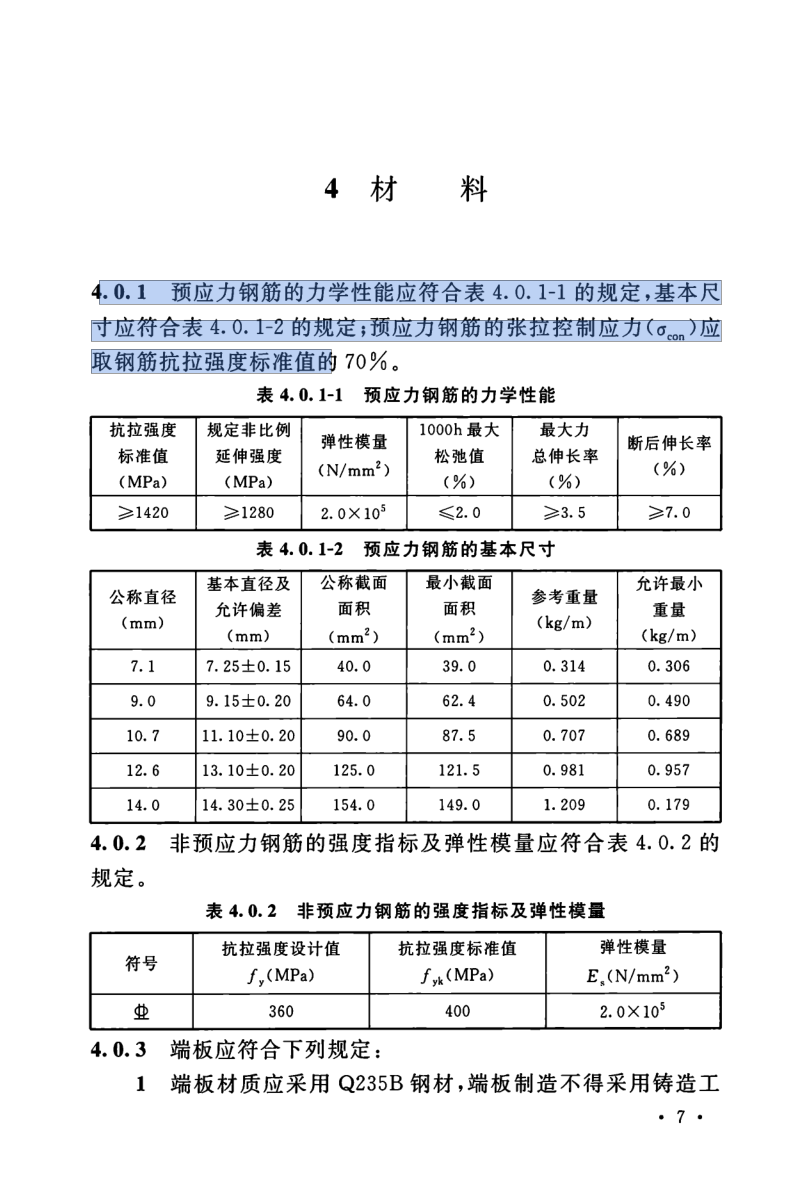 4 材 料
4.0.1 预应力钢筋的力学性能应符合表 4.0.1-1 的规定,基本尺
寸应符合表 4.0.1-2 的规定;预应力钢筋的张拉控制应力(σcon)应
取钢筋抗拉强度标准值的 70%。
表 4.0.1-1 预应力钢筋的力学性能
抗拉强度
标准值
(MPa)
规定非比例
延伸强度
(MPa)
弹性模量
(N/mm²)
1000h 最大
松弛值
(%)
最大力
总伸长率
(%)
断后伸长率
(%)
≥1420 ≥1280 2.0×10⁵ ≤2.0 ≥3.5 ≥7.0
表 4.0.1-2 预应力钢筋的基本尺寸
公称直径
(mm)
基本直径及
允许偏差
(mm)
公称截面
面积
(mm²)
最小截面
面积
(mm²)
参考重量
(kg/m)
允许最小
重量
(kg/m)
7.1 7.25±0.15 40.0 39.0 0.314 0.306
9.0 9.15±0.20 64.0 62.4 0.502 0.490
10.7 11.10±0.20 90.0 87.5 0.707 0.689
12.6 13.10±0.20 125.0 121.5 0.981 0.957
14.0 14.30±0.25 154.0 149.0 1.209 0.179
4.0.2 非预应力钢筋的强度指标及弹性模量应符合表 4.0.2 的
规定。
表 4.0.2 非预应力钢筋的强度指标及弹性模量
符号
抗拉强度设计值
fy(MPa)
抗拉强度标准值
fyk(MPa)
弹性模量
Es(N/mm²)
360 400 2.0×10⁵
4.0.3 端板应符合下列规定:
1 端板材质应采用 Q235B 钢材,端板制造不得采用铸造工
· 7 ·